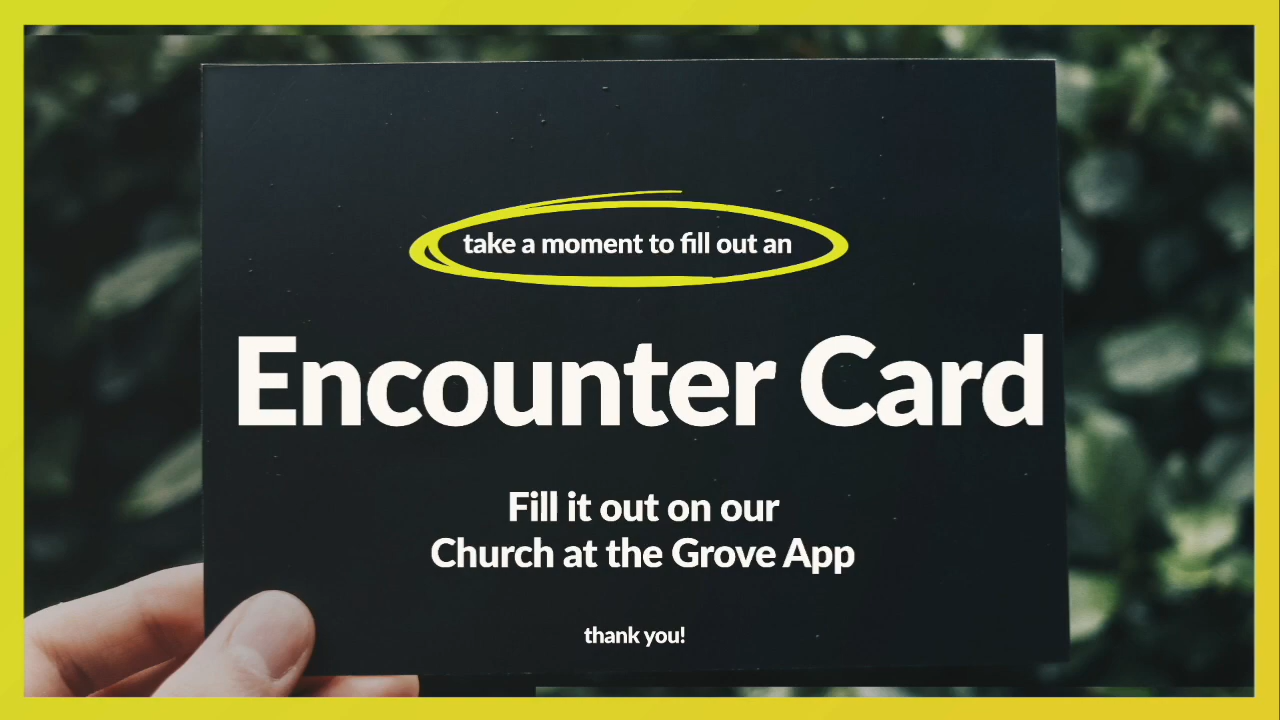 take a moment to fill out an
Encounter Card
Fill it out on our
Church at the Grove App
thank you!